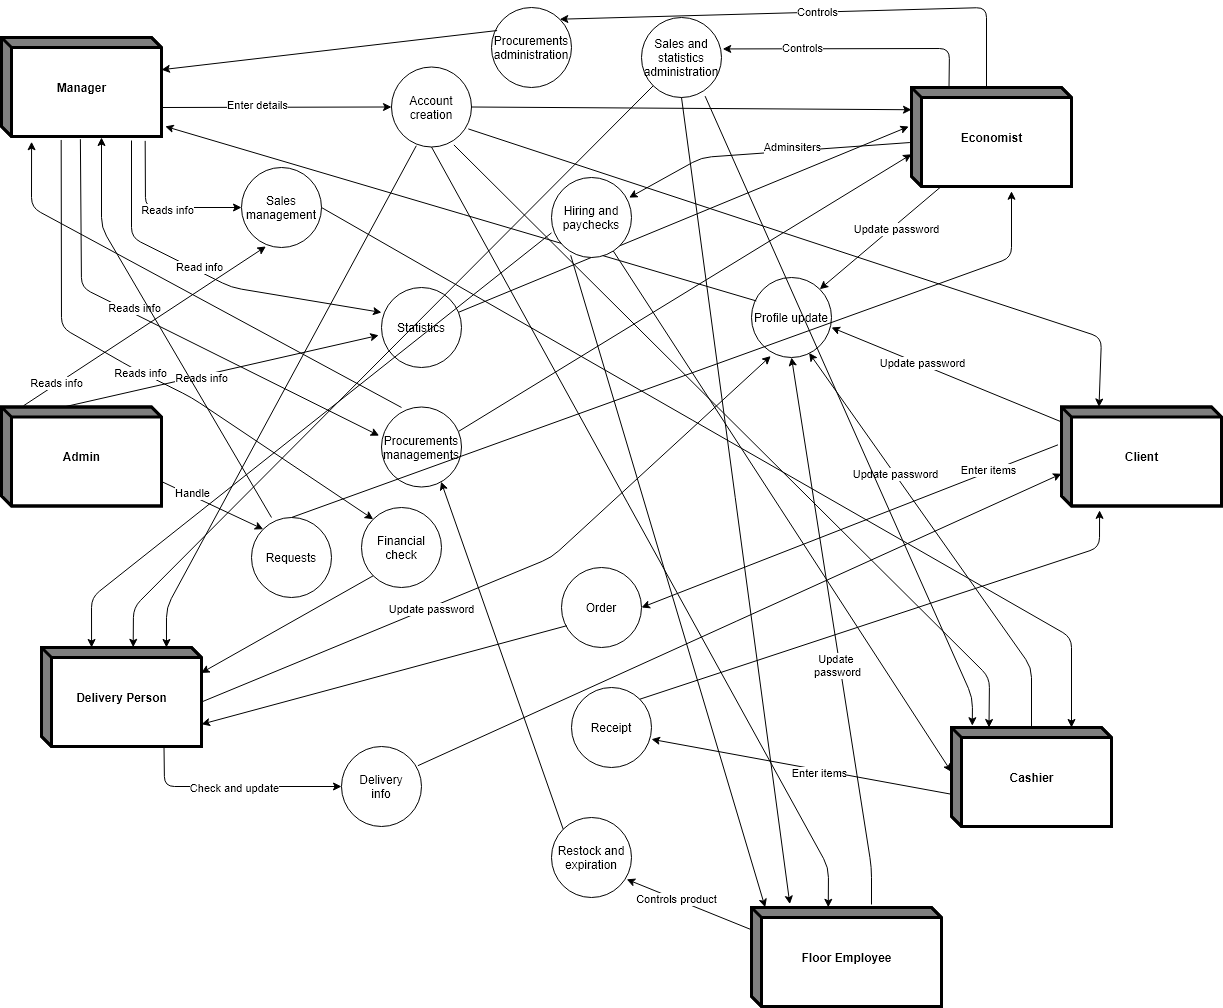 Controls
Procurements
administration
Sales and
statistics
administration
Controls
Manager
Enter details
Account
creation
Economist
Adminsiters
Sales
management
Reads info
Hiring and
paychecks
Update password
Read info
Reads info
Statistics
Profile update
Update password
Reads info
Reads info
Reads info
Procurements
managements
Admin
Client
Update password
Enter items
Handle
Requests
Financial
check
Order
Update password
Update
password
Delivery Person
Receipt
Enter items
Cashier
Check and update
Delivery
info
Restock and
expiration
Controls product
Floor Employee